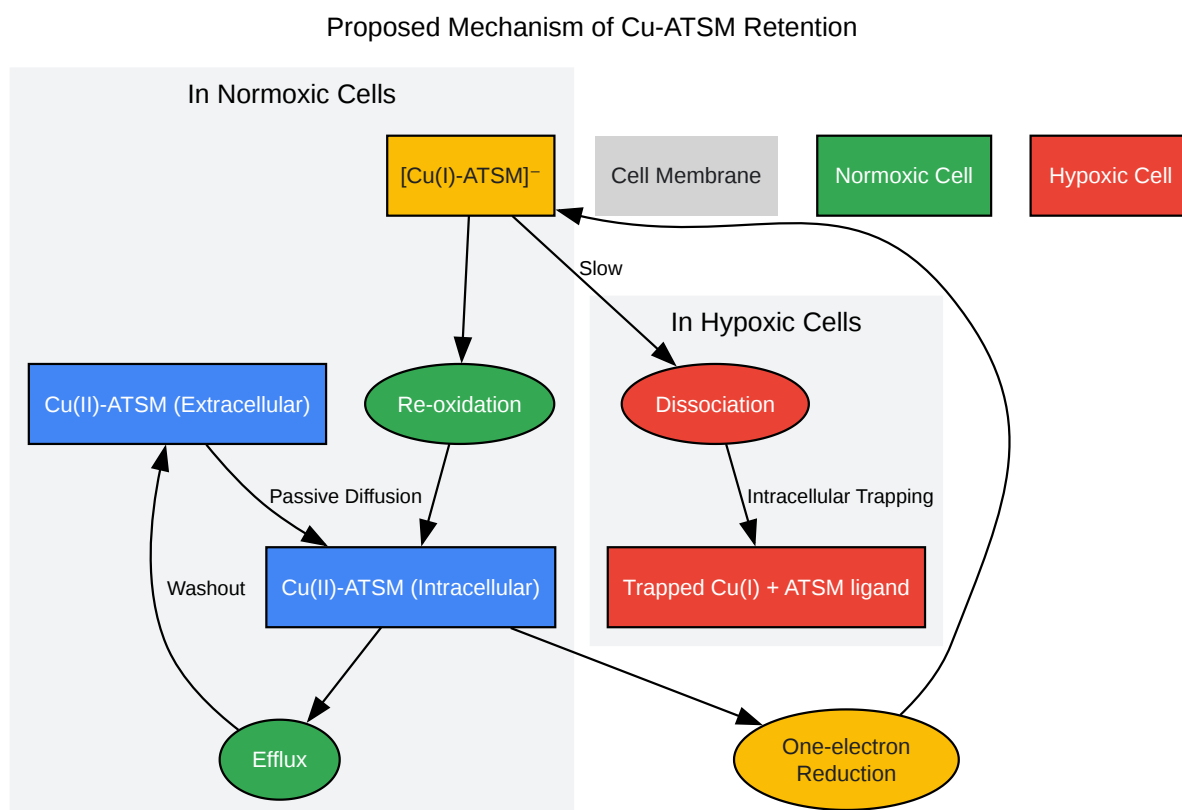 Proposed Mechanism of Cu-ATSM Retention
In Normoxic Cells
[Cu(I)-ATSM]⁻
Cell Membrane
Normoxic Cell
Hypoxic Cell
Slow
In Hypoxic Cells
Cu(II)-ATSM (Extracellular)
Re-oxidation
Dissociation
Passive Diffusion
Intracellular Trapping
Washout
Cu(II)-ATSM (Intracellular)
Trapped Cu(I) + ATSM ligand
Efflux
One-electron
Reduction